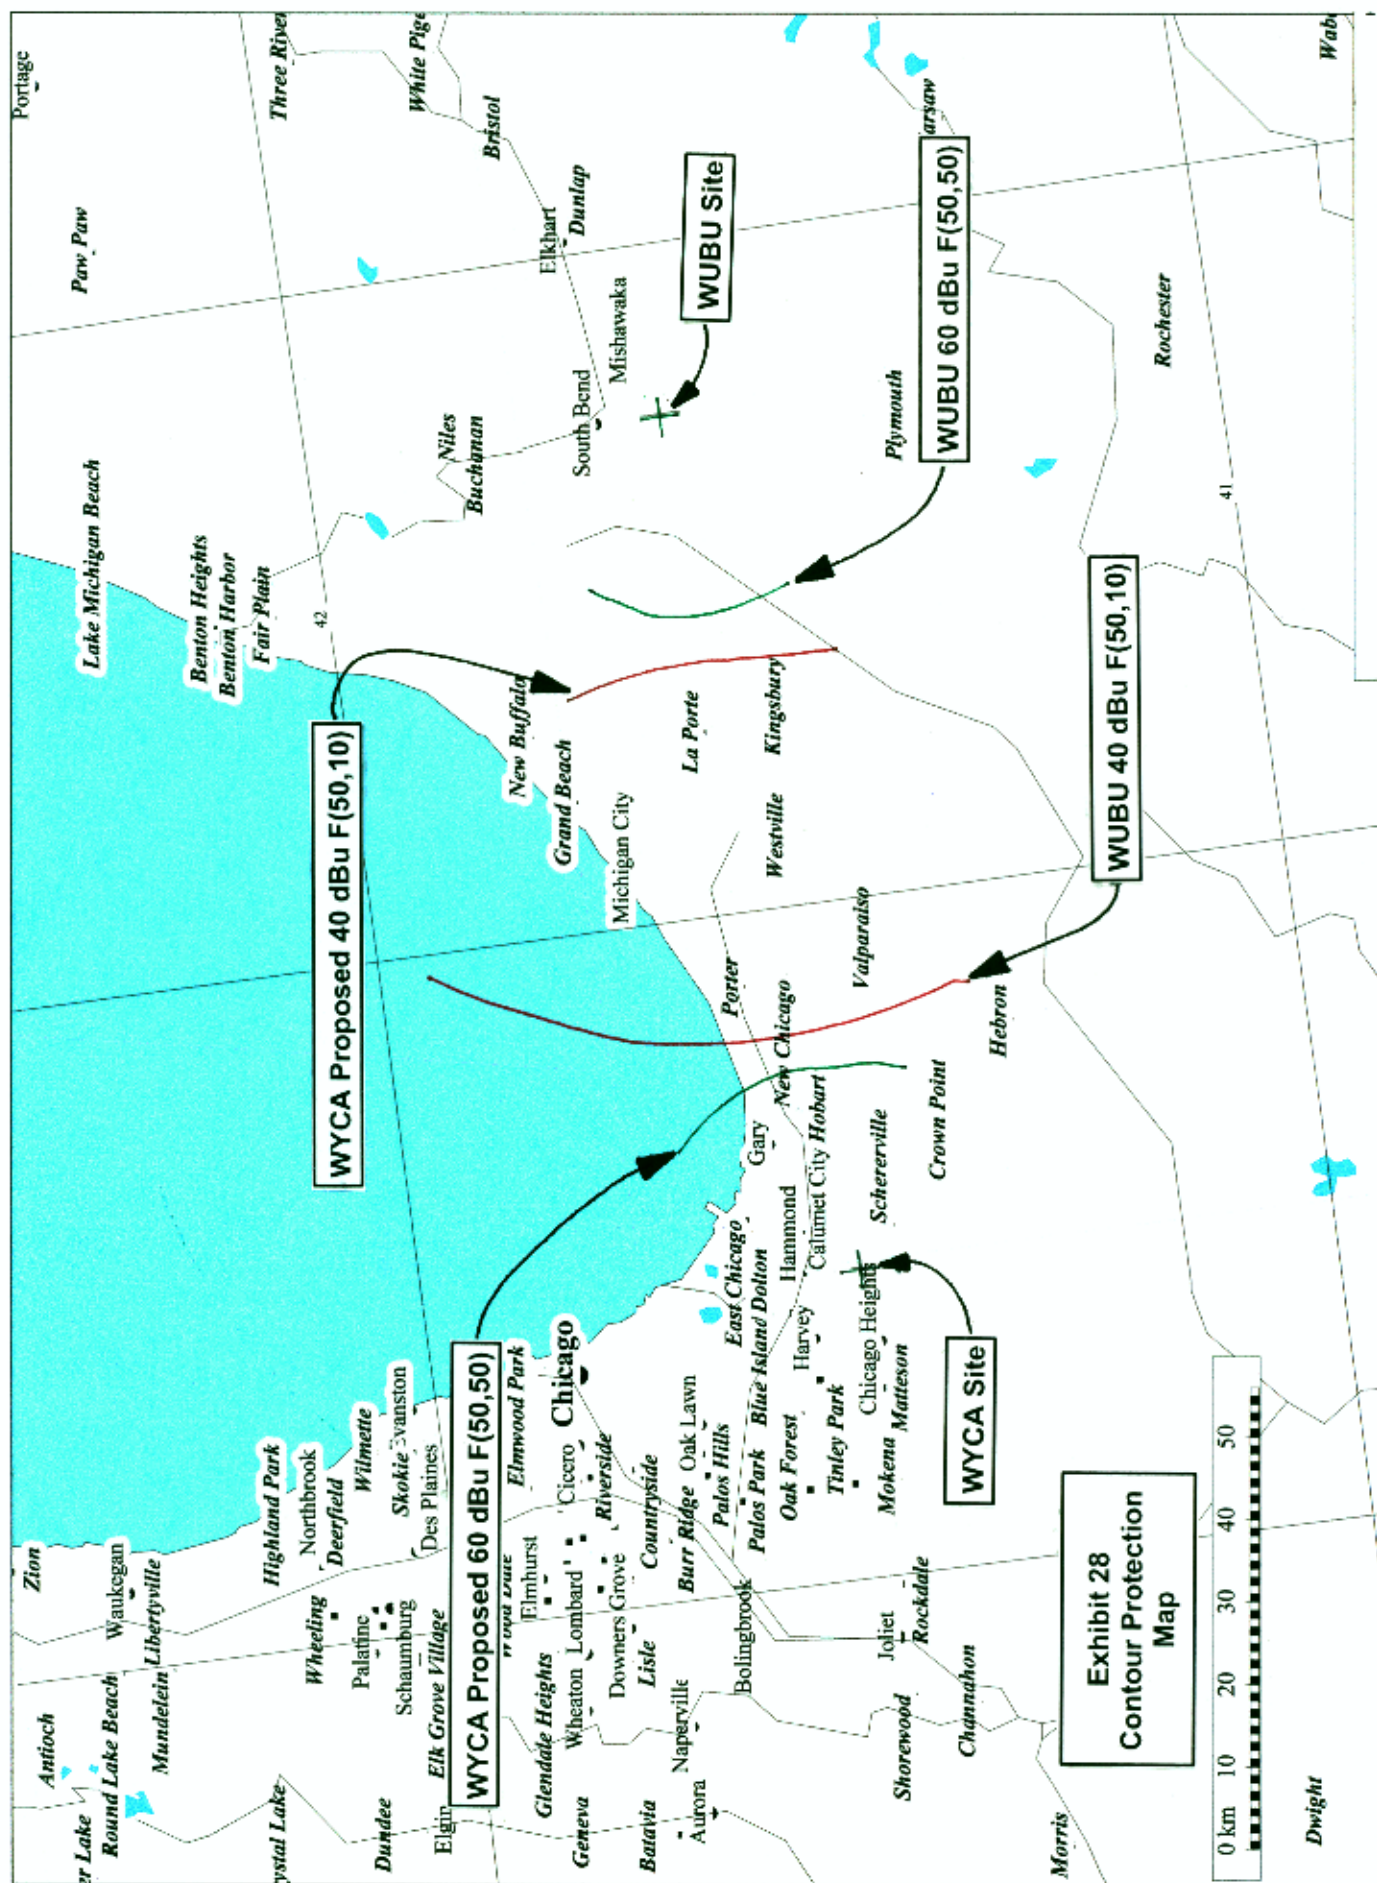 Portage
Paw Paw
Three River
White Pige
Bristol
Elkhart
Dunlap
Mishawaka
South Bend
Niles
Buchanan
Lake Michigan Beach
Benton Heights
Benton Harbor
Fair Plain
42
WUBU Site
WUBU 60 dBu F(50,50)
arsaw
Wab
Rochester
Plymouth
41
WYCA Proposed 40 dBu F(50,10)
New Buffalo
Grand Beach
Michigan City
La Porte
Kingsbury
Westville
Valparaiso
Porter
New Chicago
Hebron
WUBU 40 dBu F(50,10)
Crown Point
Hobart
Gary
Schererville
Calumet City
Hammond
East Chicago
Dolton
Blue Island
Harvey
Chicago Heights
Matteson
Mokena
Tinley Park
Oak Forest
Palos Park
Palos Hills
Oak Lawn
Burr Ridge
Countryside
Riverside
Cicero
Chicago
Elmwood Park
WYCA Proposed 60 dBu F(50,50)
WYCA Site
Evanston
Skokie
Wilmette
Des Plaines
Deerfield
Northbrook
Highland Park
Zion
Waukegan
Libertyville
Mundelein
Round Lake Beach
Antioch
er Lake
ystal Lake
Wheeling
Palatine
Schaumburg
Elk Grove Village
Dundee
Elgin
Elmhurst
Lombard
Glendale Heights
Wheaton
Downers Grove
Lisle
Geneva
Batavia
Naperville
Aurora
Bolingbrook
Joliet
Rockdale
Shorewood
Channahon
Morris
Dwight
Exhibit 28
Contour Protection
Map
0 km 10 20 30 40 50